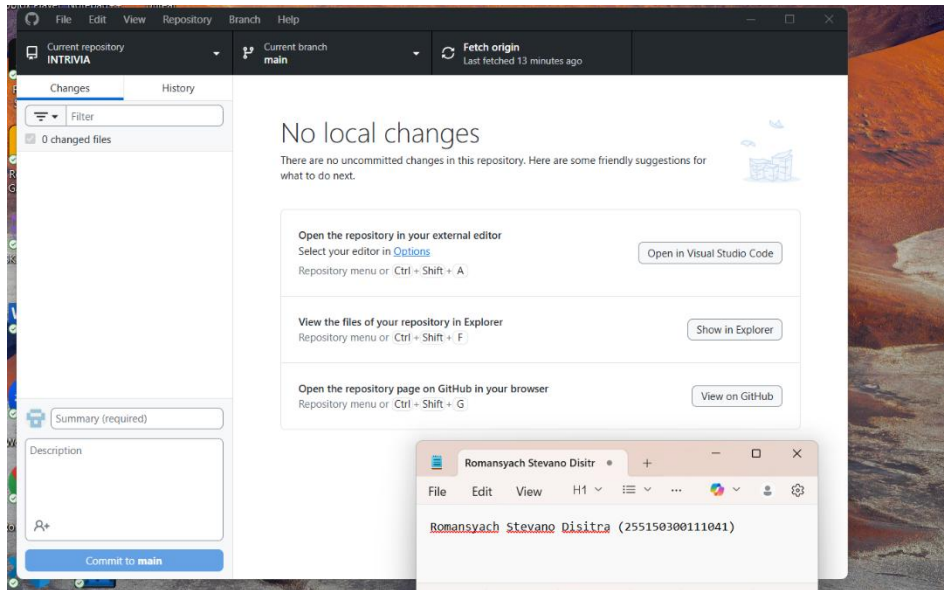 File Edit View Repository Branch Help
Current repository
INTRIVIA
Current branch
main
Fetch origin
Last fetched 13 minutes ago
Changes History
Filter
0 changed files
No local changes
There are no uncommitted changes in this repository. Here are some friendly suggestions for
what to do next.
Open the repository in your external editor
Select your editor in Options
Repository menu or Ctrl + Shift + A
Open in Visual Studio Code
View the files of your repository in Explorer
Repository menu or Ctrl + Shift + F
Show in Explorer
Open the repository page on GitHub in your browser
Repository menu or Ctrl + Shift + G
View on GitHub
Summary (required)
Description
Commit to main
Romansyach Stevano Disitr
File Edit View H1
Romansyach Stevano Disitra (255150300111041)